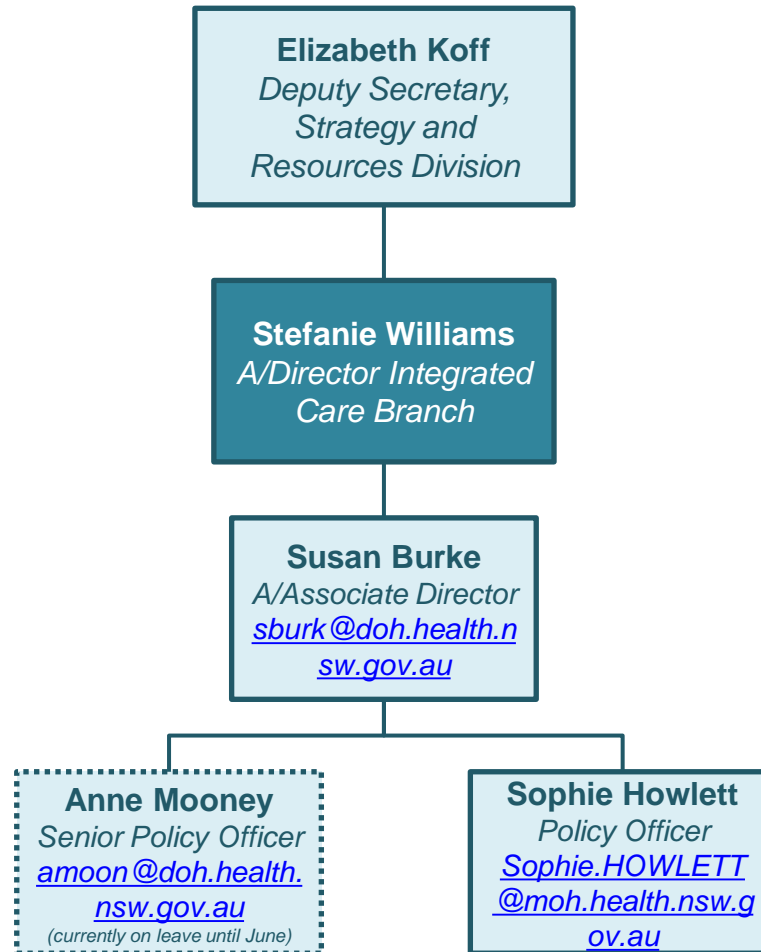 Elizabeth Koff
Deputy Secretary,
Strategy and
Resources Division
Stefanie Williams
A/Director Integrated
Care Branch
Susan Burke
A/Associate Director
sburk@doh.health.n
sw.gov.au
Anne Mooney
Senior Policy Officer
amoon@doh.health.
nsw.gov.au
(currently on leave until June)
Sophie Howlett
Policy Officer
Sophie.HOWLETT
@moh.health.nsw.g
ov.au